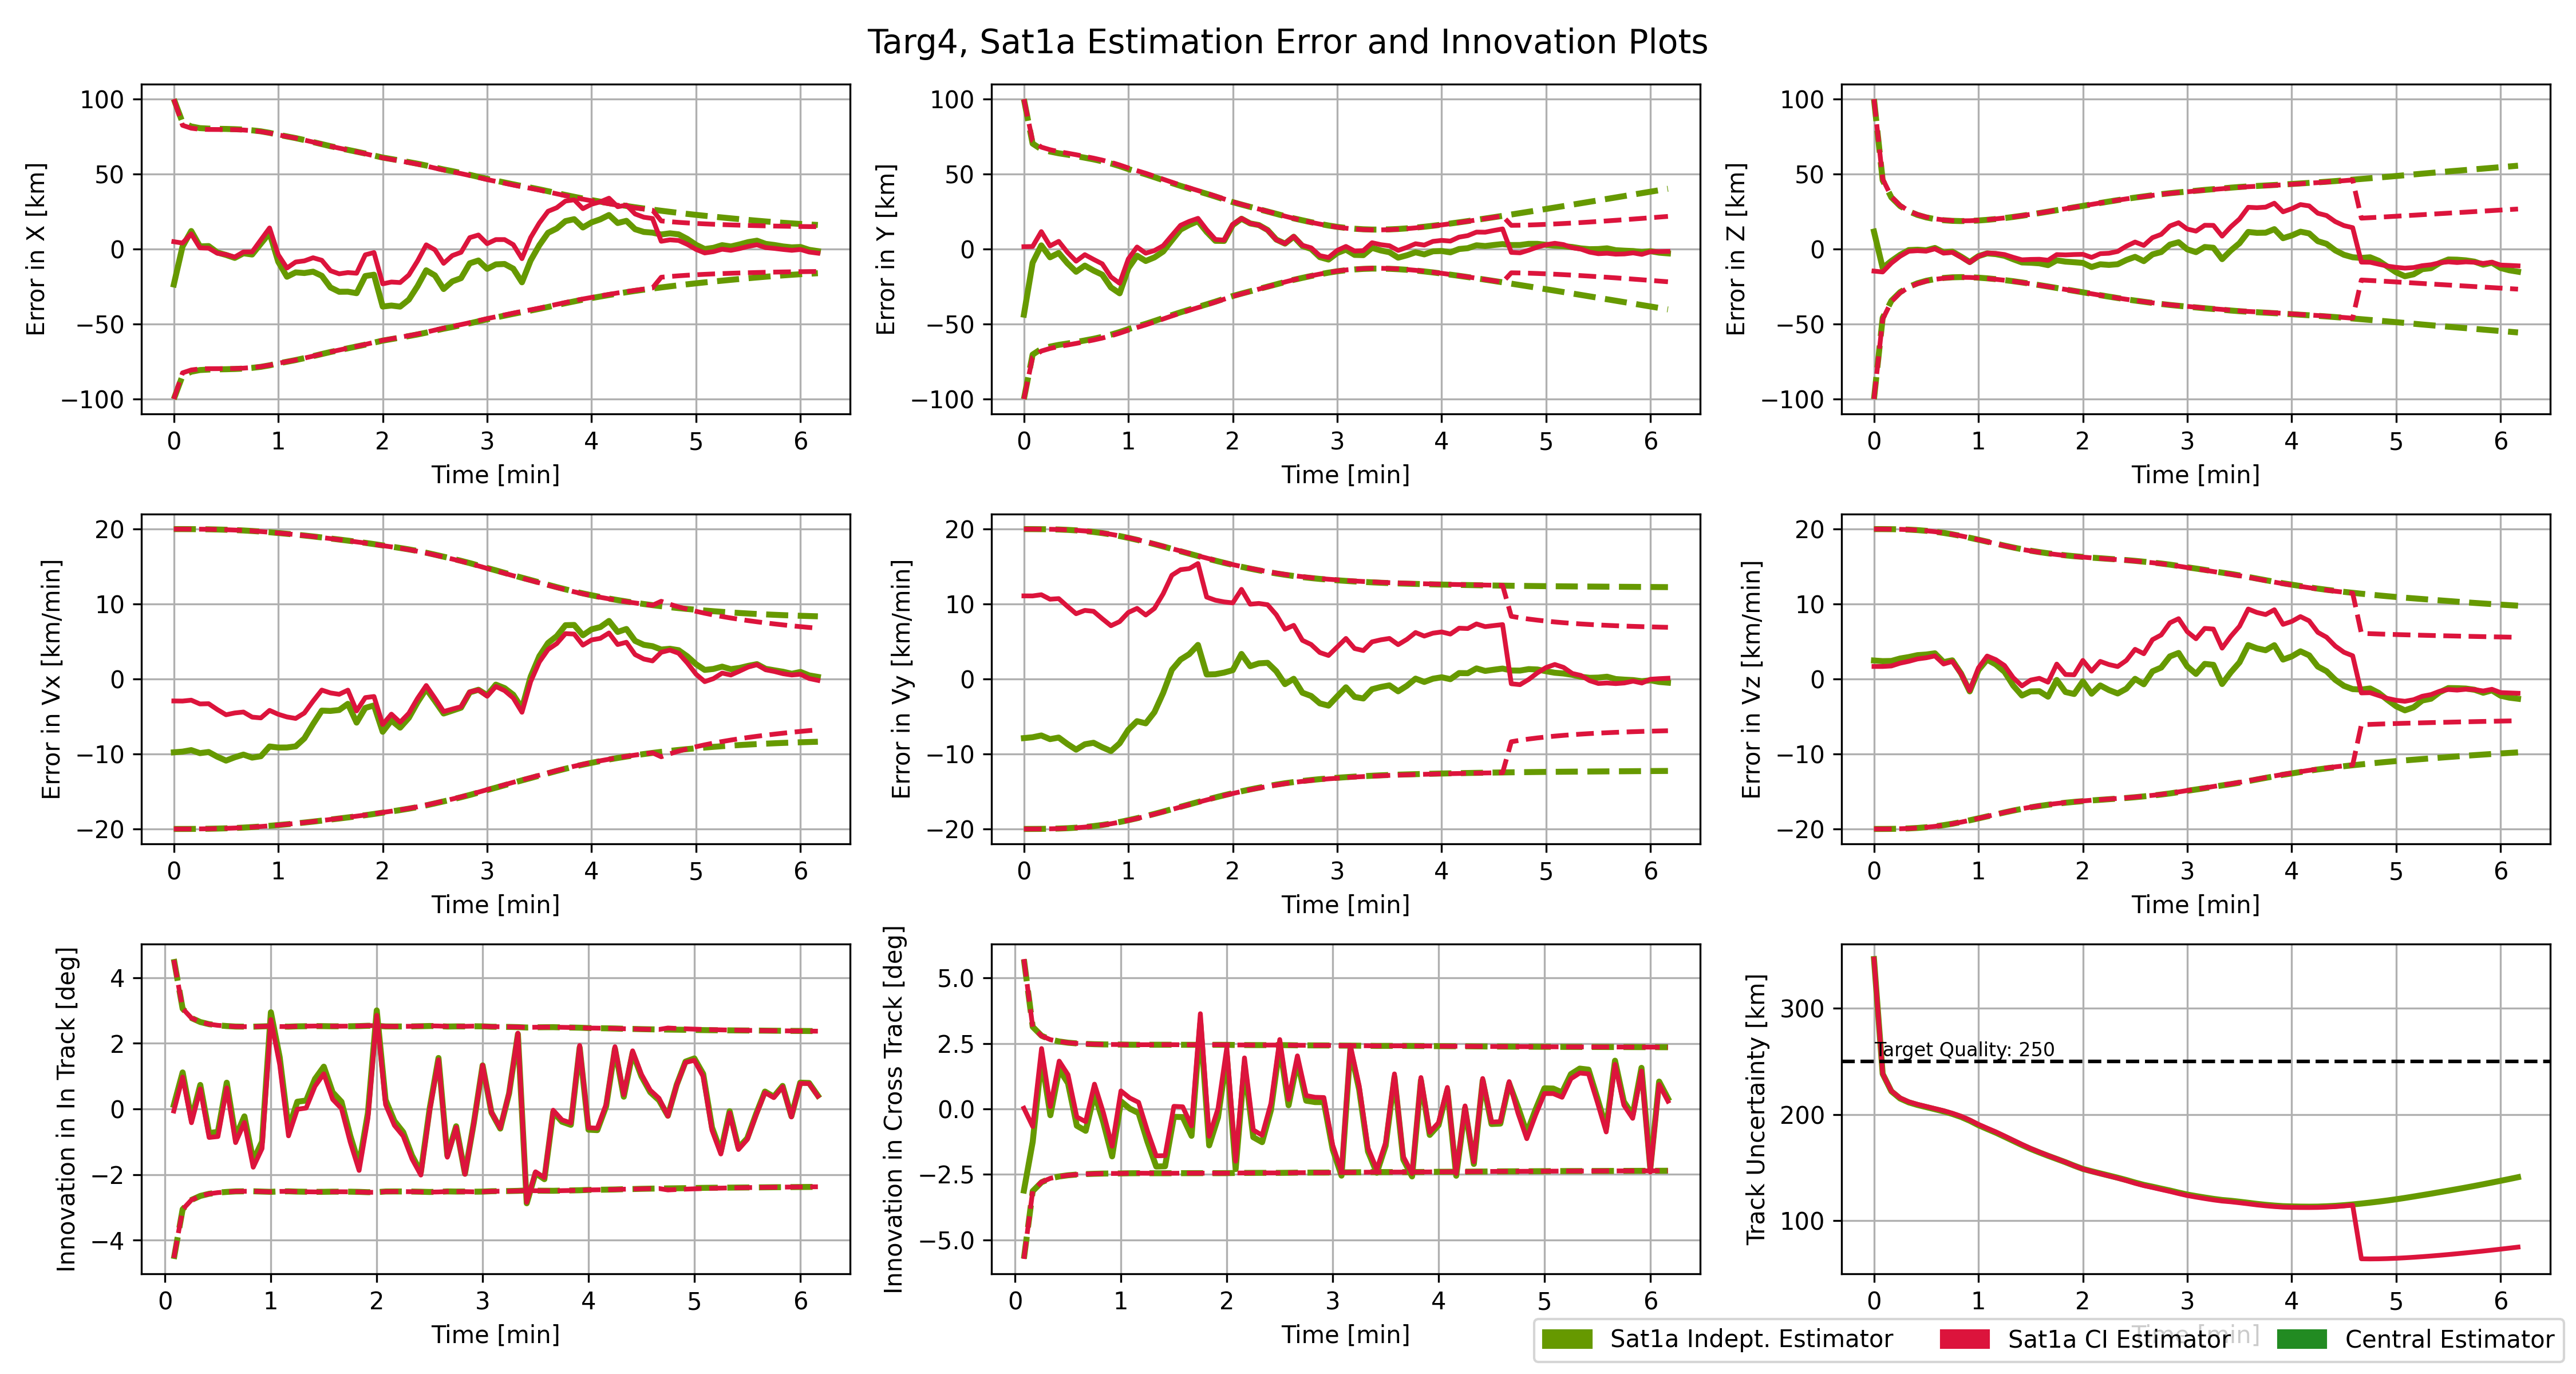 Targ4, Sat1a Estimation Error and Innovation Plots
Error in X [km]
100
50
0
−50
−100
0 1 2 3 4 5 6
Time [min]
Error in Y [km]
100
50
0
−50
−100
0 1 2 3 4 5 6
Time [min]
Error in Z [km]
100
50
0
−50
−100
0 1 2 3 4 5 6
Time [min]
Error in Vx [km/min]
20
10
0
−10
−20
0 1 2 3 4 5 6
Time [min]
Error in Vy [km/min]
20
10
0
−10
−20
0 1 2 3 4 5 6
Time [min]
Error in Vz [km/min]
20
10
0
−10
−20
0 1 2 3 4 5 6
Time [min]
Innovation in In Track [deg]
4
2
0
−2
−4
0 1 2 3 4 5 6
Time [min]
Innovation in Cross Track [deg]
5.0
2.5
0.0
−2.5
−5.0
0 1 2 3 4 5 6
Time [min]
Track Uncertainty [km]
300
200
100
Target Quality: 250
0 1 2 3 4 5 6
Time [min]
Sat1a Indept. Estimator
Sat1a CI Estimator
Central Estimator